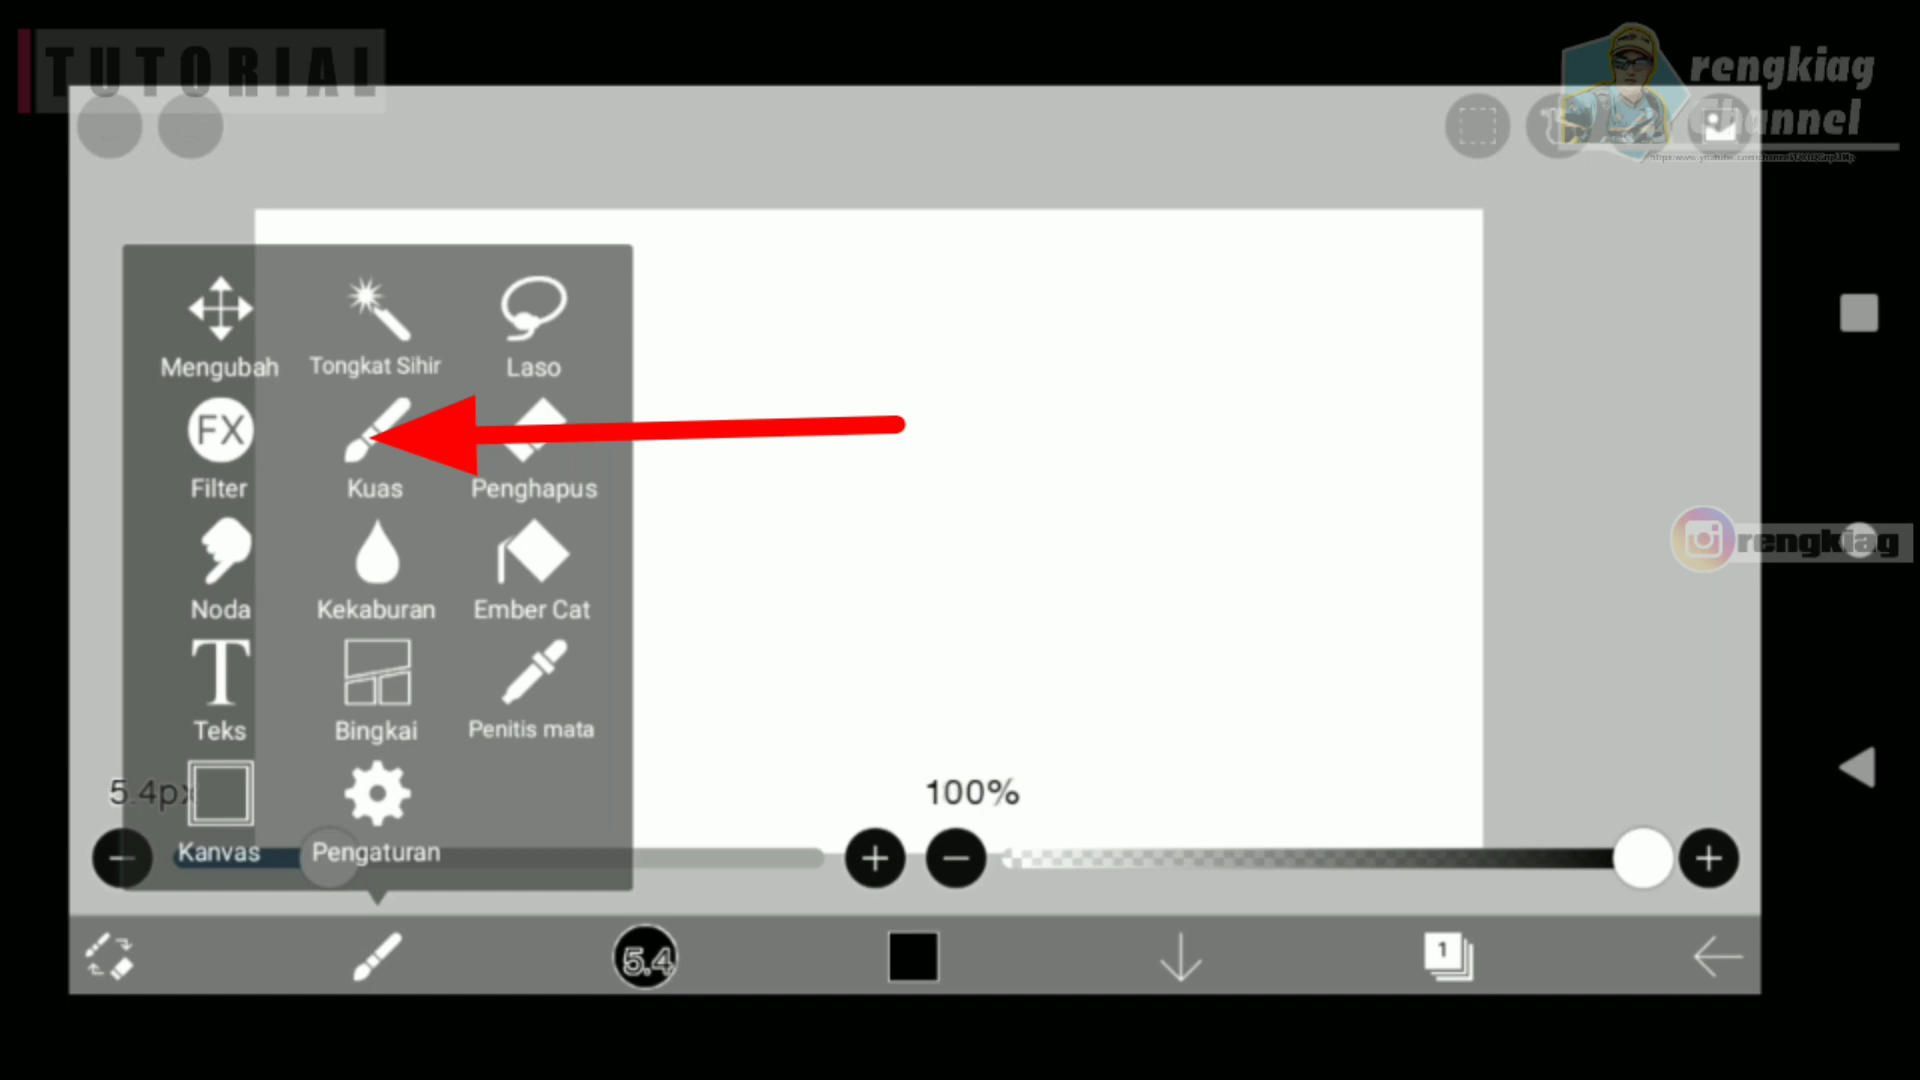 TUTORIAL
rengkiag
Channel
Mengubah
Tongkat Sihir
Laso
FX
Filter
Kuas
Penghapus
rengkiag
Noda
Kekaburan
Ember Cat
T
Teks
Bingkai
Penitis mata
5.4px
100%
Kanvas
Pengaturan
5.4
1